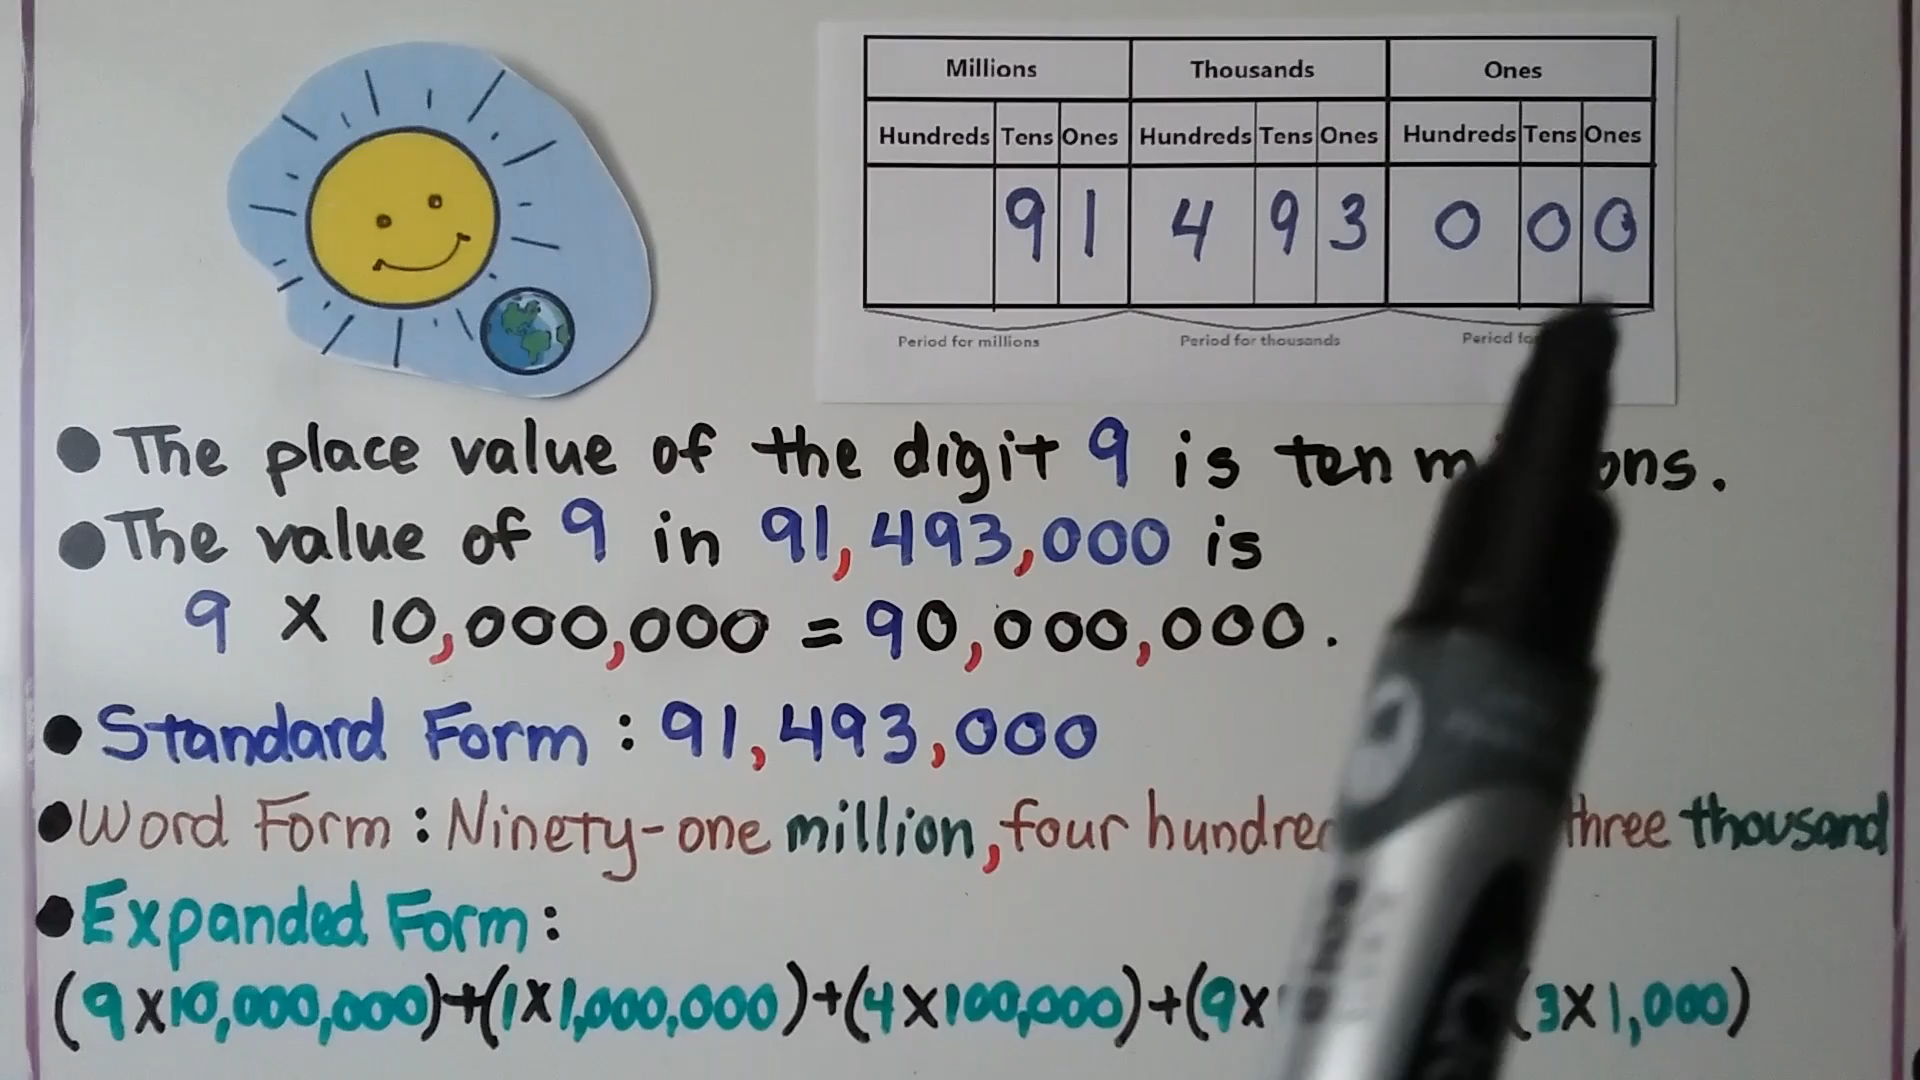 Millions Thousands Ones
Hundreds Tens Ones Hundreds Tens Ones Hundreds Tens Ones
9 1 4 9 3 0 0 0
Period for millions Period for thousands Period
The place value of the digit 9 is ten
The value of 9 in 91,493,000 is
9 X 10,000,000 = 90,000,000.
Standard Form : 91,493,000
Word Form : Ninety-one million, four three thousand
Expanded Form :
(9X10,000,000)+(1X1,000,000)+(4X100,000)+(9X (3X1,000)